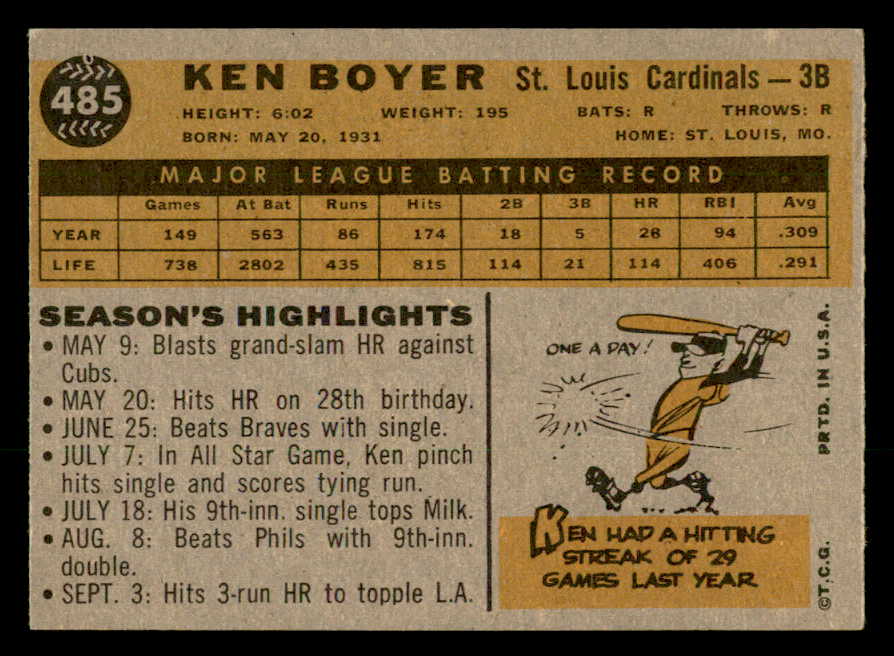 485
KEN BOYER St. Louis Cardinals — 3B
HEIGHT: 6:02 WEIGHT: 195 BATS: R THROWS: R
BORN: MAY 20, 1931 HOME: ST. LOUIS, MO.
MAJOR LEAGUE BATTING RECORD
Games At Bat Runs Hits 2B 3B HR RBI Avg
YEAR 149 563 86 174 18 5 28 94 .309
LIFE 738 2802 435 815 114 21 114 406 .291
SEASON'S HIGHLIGHTS
• MAY 9: Blasts grand-slam HR against
Cubs.
• MAY 20: Hits HR on 28th birthday.
• JUNE 25: Beats Braves with single.
• JULY 7: In All Star Game, Ken pinch
hits single and scores tying run.
• JULY 18: His 9th-inn. single tops Milk.
• AUG. 8: Beats Phils with 9th-inn.
double.
• SEPT. 3: Hits 3-run HR to topple L.A.
ONE A DAY!
KEN HAD A HITTING
STREAK OF 29
GAMES LAST YEAR
©T.C.G. PRTD. IN U.S.A.